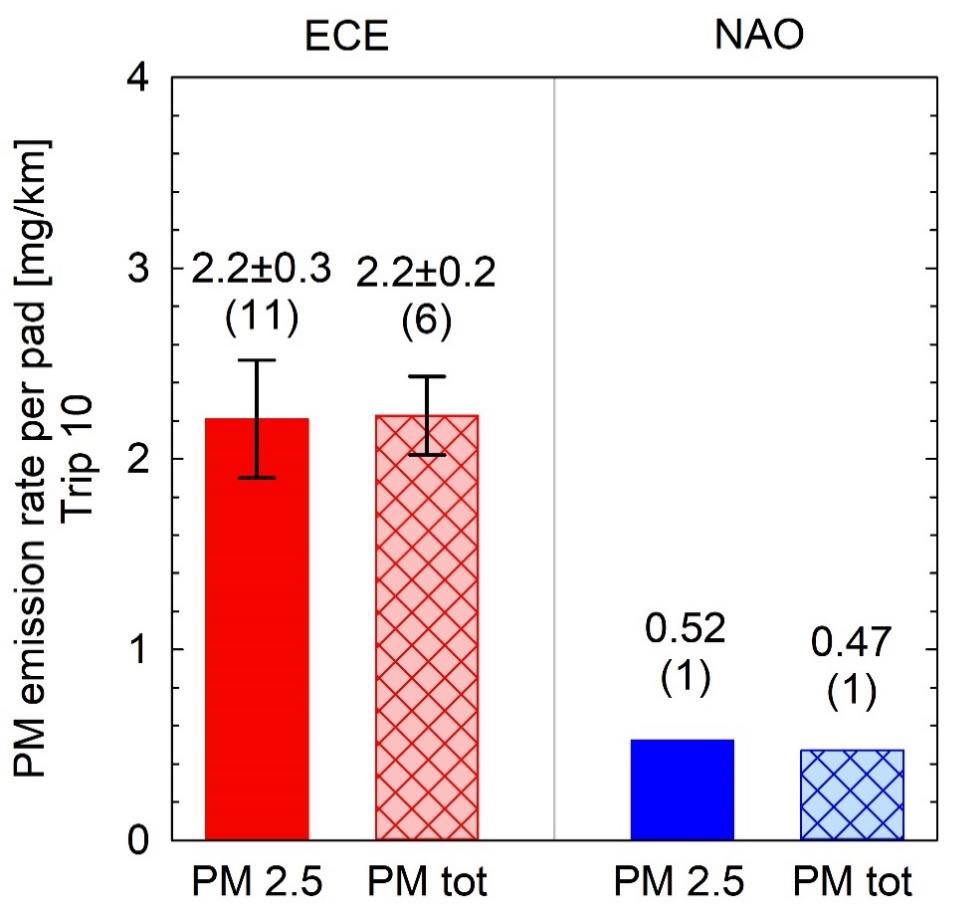 ECE
NAO
PM emission rate per pad [mg/km]
Trip 10
4
3
2
1
0
2.2±0.3
(11)
2.2±0.2
(6)
0.52
(1)
0.47
(1)
PM 2.5
PM tot
PM 2.5
PM tot